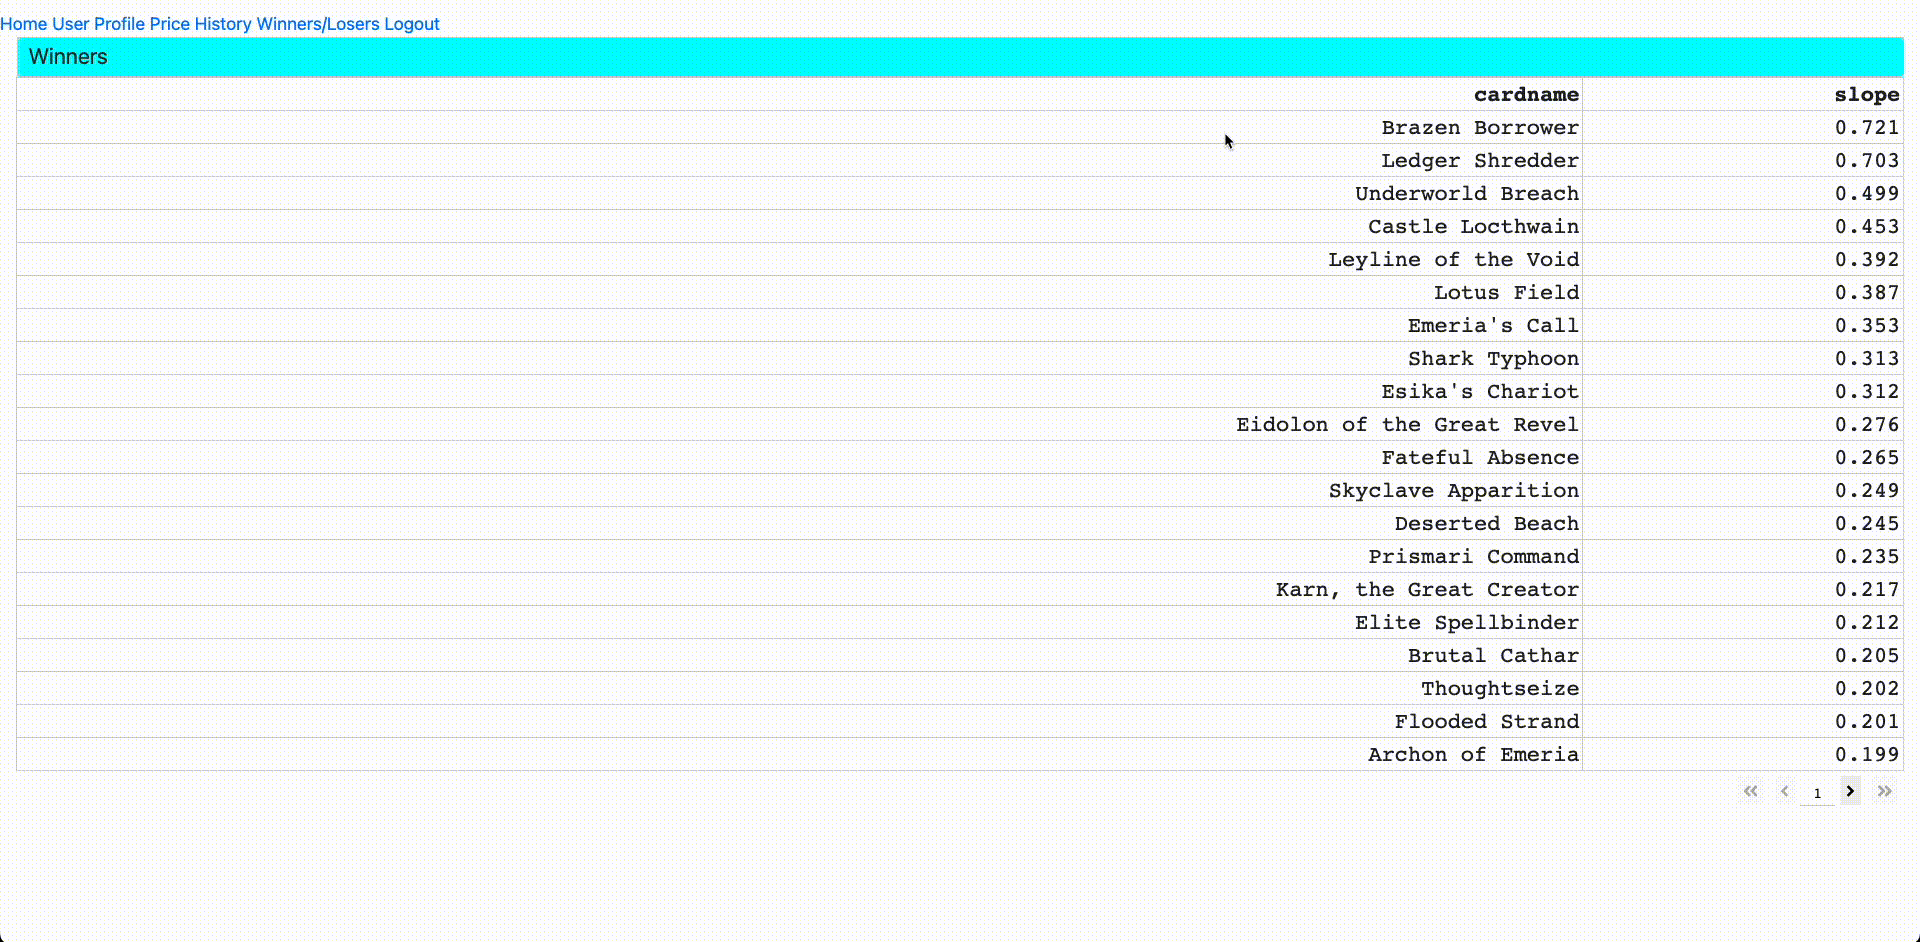 Home User Profile Price History Winners/Losers Logout
Winners
cardname slope
Brazen Borrower 0.721
Ledger Shredder 0.703
Underworld Breach 0.499
Castle Locthwain 0.453
Leyline of the Void 0.392
Lotus Field 0.387
Emeria's Call 0.353
Shark Typhoon 0.313
Esika's Chariot 0.312
Eidolon of the Great Revel 0.276
Fateful Absence 0.265
Skyclave Apparition 0.249
Deserted Beach 0.245
Prismari Command 0.235
Karn, the Great Creator 0.217
Elite Spellbinder 0.212
Brutal Cathar 0.205
Thoughtseize 0.202
Flooded Strand 0.201
Archon of Emeria 0.199
1